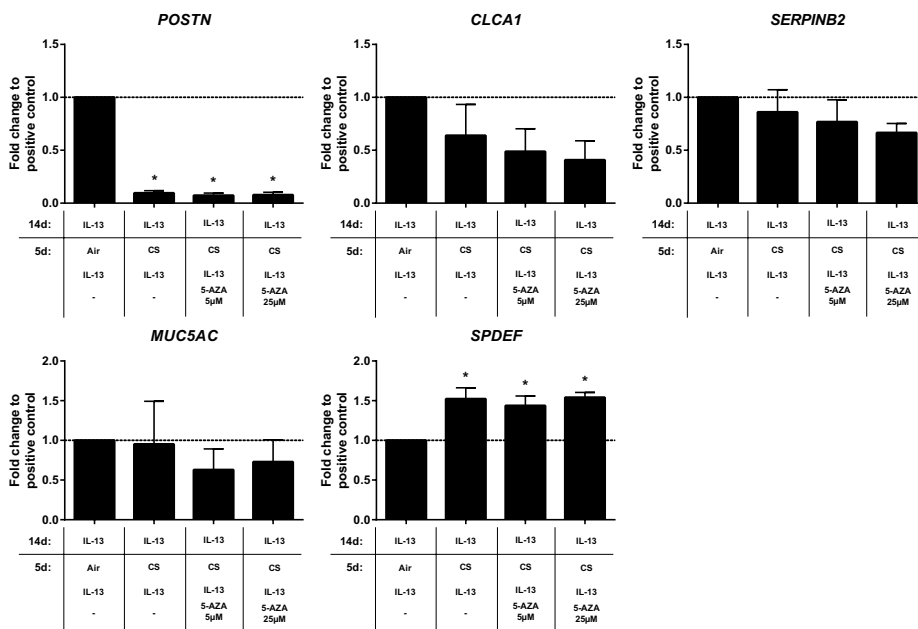 POSTN
Fold change to
positive control
1.5
1.0
0.5
0.0
* * *
14d: IL-13 IL-13 IL-13 IL-13
5d: Air CS CS CS
IL-13 IL-13 IL-13 IL-13
- - 5-AZA 5µM 5-AZA 25µM
CLCA1
Fold change to
positive control
1.5
1.0
0.5
0.0
IL-13 IL-13 IL-13 IL-13
Air CS CS CS
IL-13 IL-13 IL-13 IL-13
- - 5-AZA 5µM 5-AZA 25µM
SERPINB2
Fold change to
positive control
1.5
1.0
0.5
0.0
14d: IL-13 IL-13 IL-13 IL-13
5d: Air CS CS CS
IL-13 IL-13 IL-13 IL-13
- - 5-AZA 5µM 5-AZA 25µM
MUC5AC
Fold change to
positive control
2.0
1.5
1.0
0.5
0.0
14d: IL-13 IL-13 IL-13 IL-13
5d: Air CS CS CS
IL-13 IL-13 IL-13 IL-13
- - 5-AZA 5µM 5-AZA 25µM
SPDEF
Fold change to
positive control
2.0
1.5
1.0
0.5
0.0
* * *
14d: IL-13 IL-13 IL-13 IL-13
5d: Air CS CS CS
IL-13 IL-13 IL-13 IL-13
- - 5-AZA 5µM 5-AZA 25µM